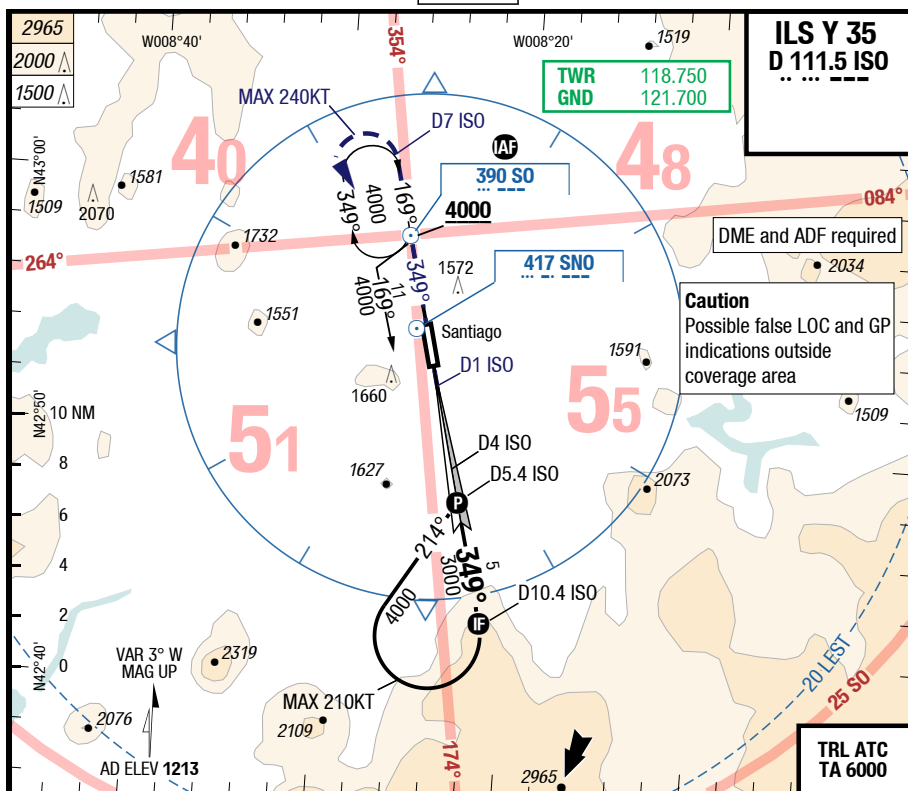 2965
2000
1500
W008°40'
354°
W008°20'
1519
ILS Y 35
D 111.5 ISO
TWR 118.750
GND 121.700
MAX 240KT
D7 ISO
IAF
40
48
N43°00'
1581
1509
2070
390 SO
4000
349°
169°
4000
084°
DME and ADF required
1732
264°
2034
417 SNO
1572
349°
11
169°
4000
Caution
Possible false LOC and GP
indications outside
coverage area
1551
Santiago
D1 ISO
1591
1660
1509
N42°50'
10 NM
51
55
D4 ISO
8
1627
D5.4 ISO
2073
P
6
214°
5
349°
3000
4
4000
D10.4 ISO
2
IF
N42°40'
0
VAR 3° W
MAG UP
2319
20 LEST
25 SO
MAX 210KT
2076
2109
174°
AD ELEV 1213
2965
TRL ATC
TA 6000